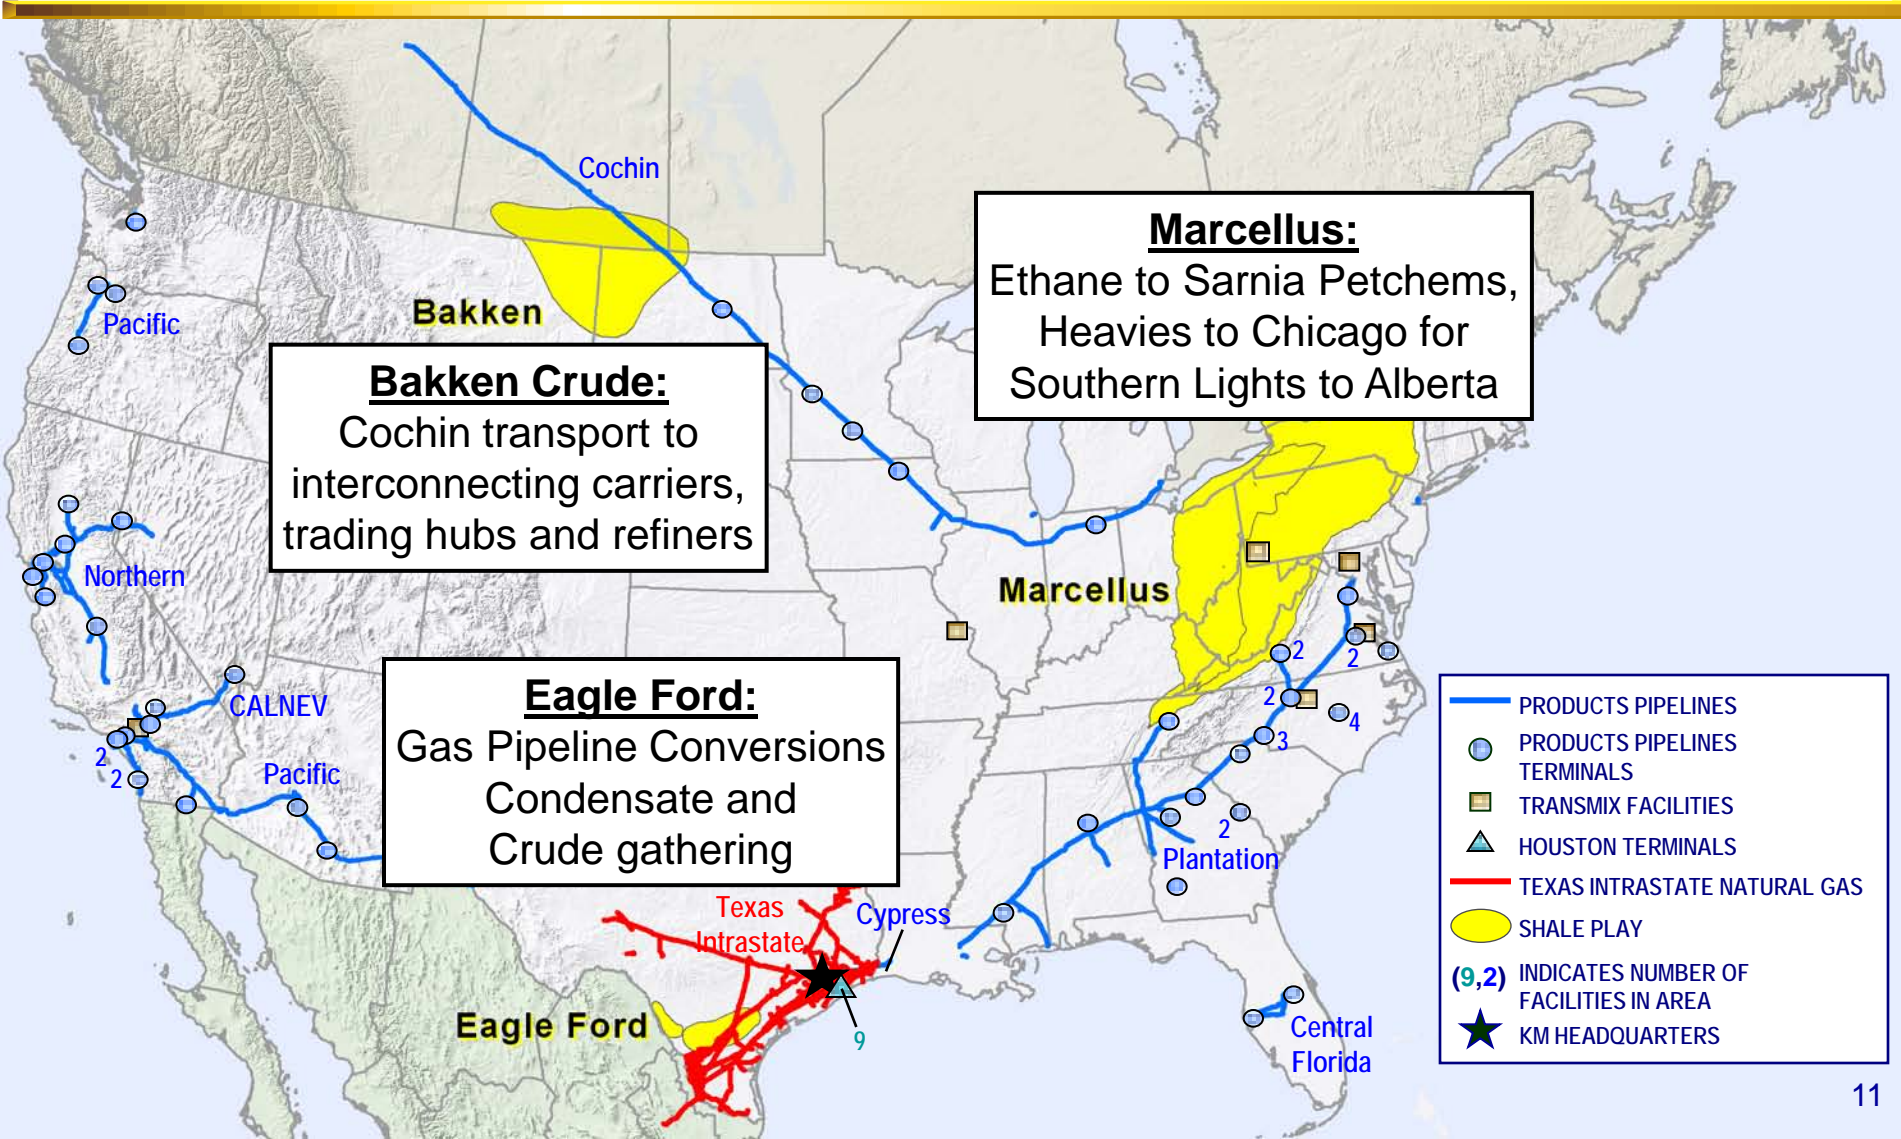 Cochin
Marcellus:
Ethane to Sarnia Petchems,
Heavies to Chicago for
Southern Lights to Alberta
Pacific
Bakken
Bakken Crude:
Cochin transport to
interconnecting carriers,
trading hubs and refiners
Northern
Marcellus
2
2
2
4
3
CALNEV
2
2
Pacific
Eagle Ford:
Gas Pipeline Conversions
Condensate and
Crude gathering
2
Plantation
Texas
Intrastate
Cypress
Eagle Ford
9
Central
Florida
PRODUCTS PIPELINES
PRODUCTS PIPELINES
TERMINALS
TRANSMIX FACILITIES
HOUSTON TERMINALS
TEXAS INTRASTATE NATURAL GAS
SHALE PLAY
(9,2) INDICATES NUMBER OF
FACILITIES IN AREA
KM HEADQUARTERS
11